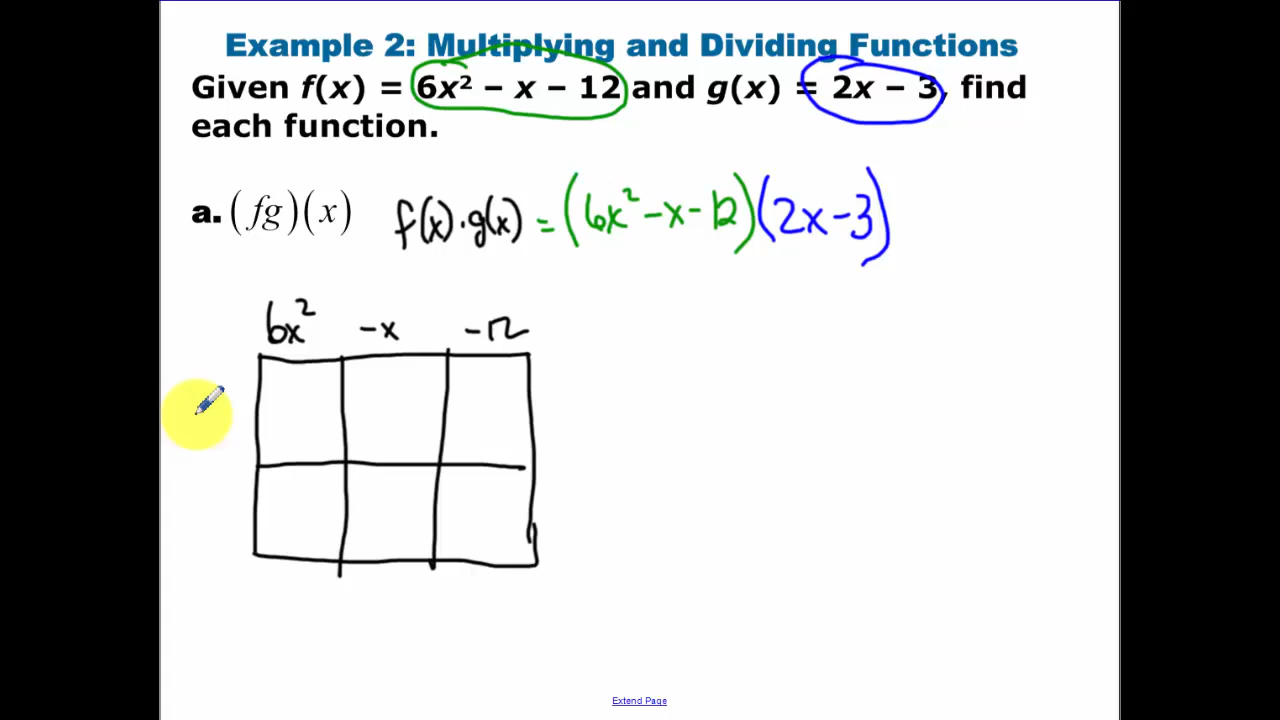 Example 2: Multiplying and Dividing Functions
Given f(x) = 6x² – x – 12 and g(x) = 2x – 3, find
each function.
a. (fg)(x) f(x)·g(x) = (6x²-x-12)(2x-3)
6x² -x -12
Extend Page